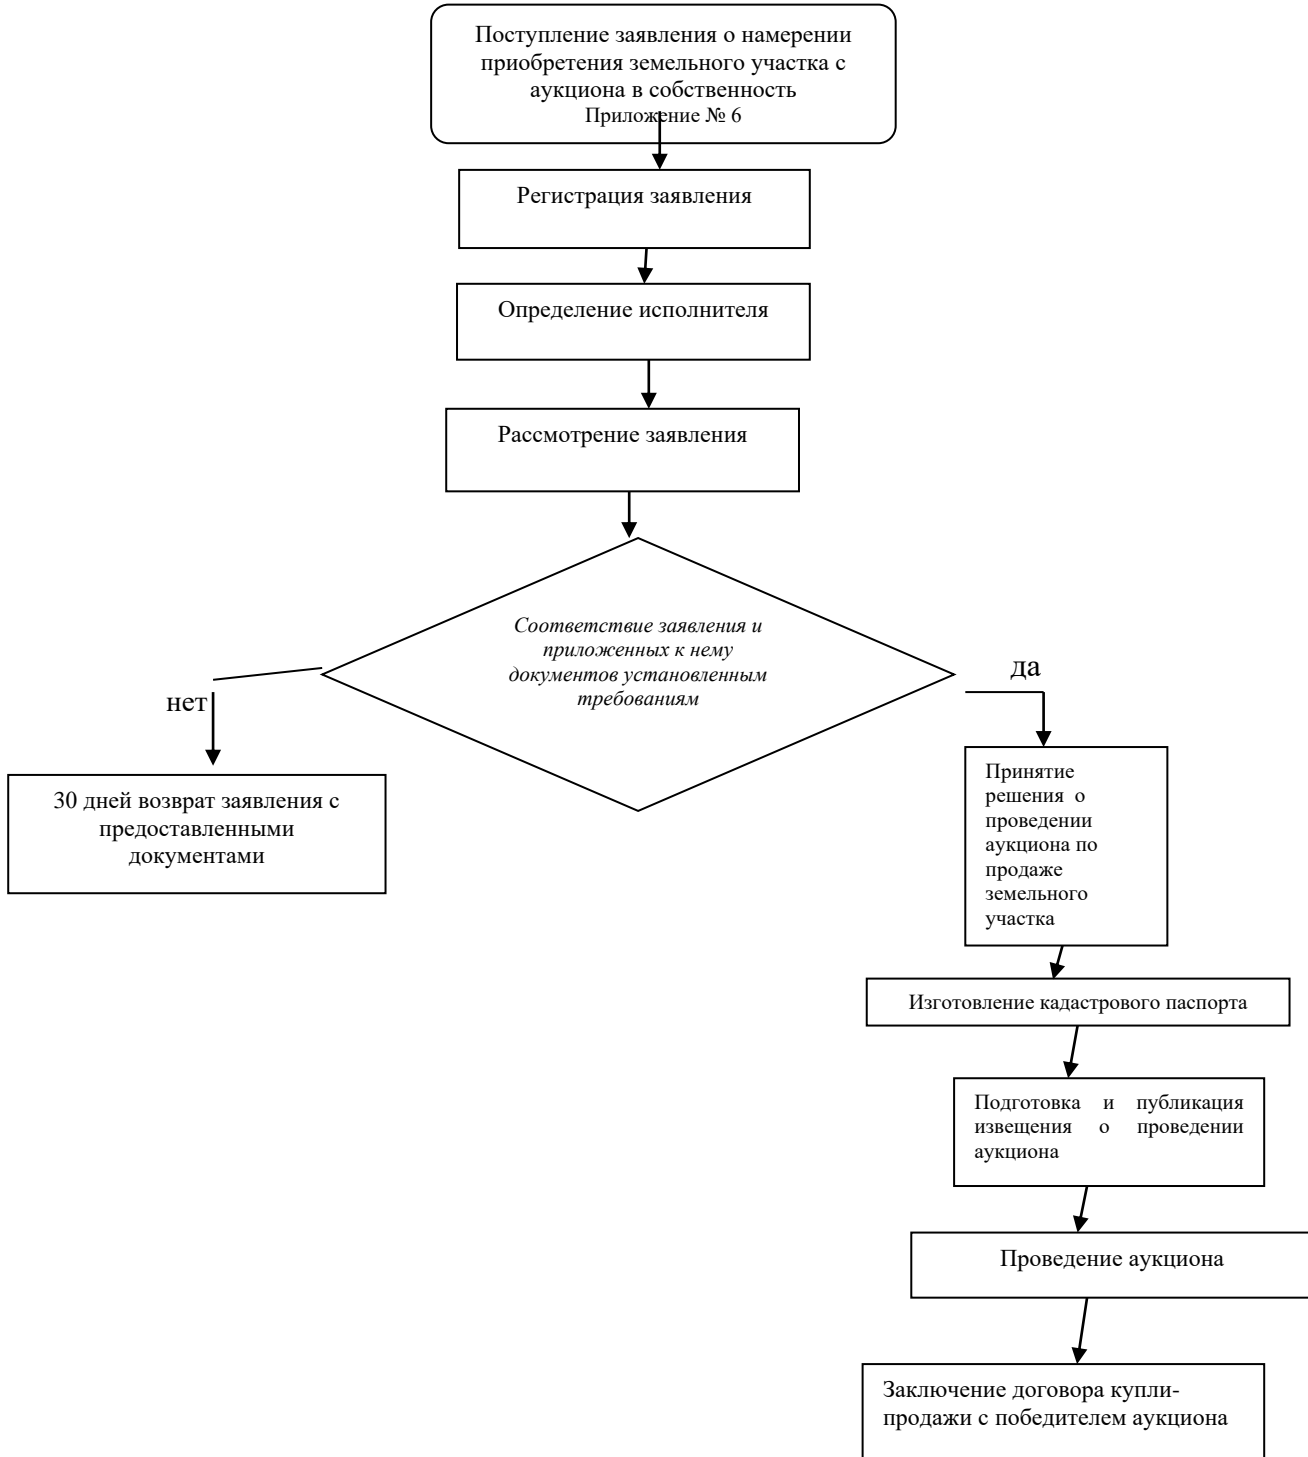 Поступление заявления о намерении
приобретения земельного участка с
аукциона в собственность
Приложение № 6
Регистрация заявления
Определение исполнителя
Рассмотрение заявления
Соответствие заявления и
приложенных к нему
документов установленным
требованиям
нет
да
30 дней возврат заявления с
предоставленными
документами
Принятие
решения о
проведении
аукциона по
продаже
земельного
участка
Изготовление кадастрового паспорта
Подготовка и публикация
извещения о проведении
аукциона
Проведение аукциона
Заключение договора купли-
продажи с победителем аукциона